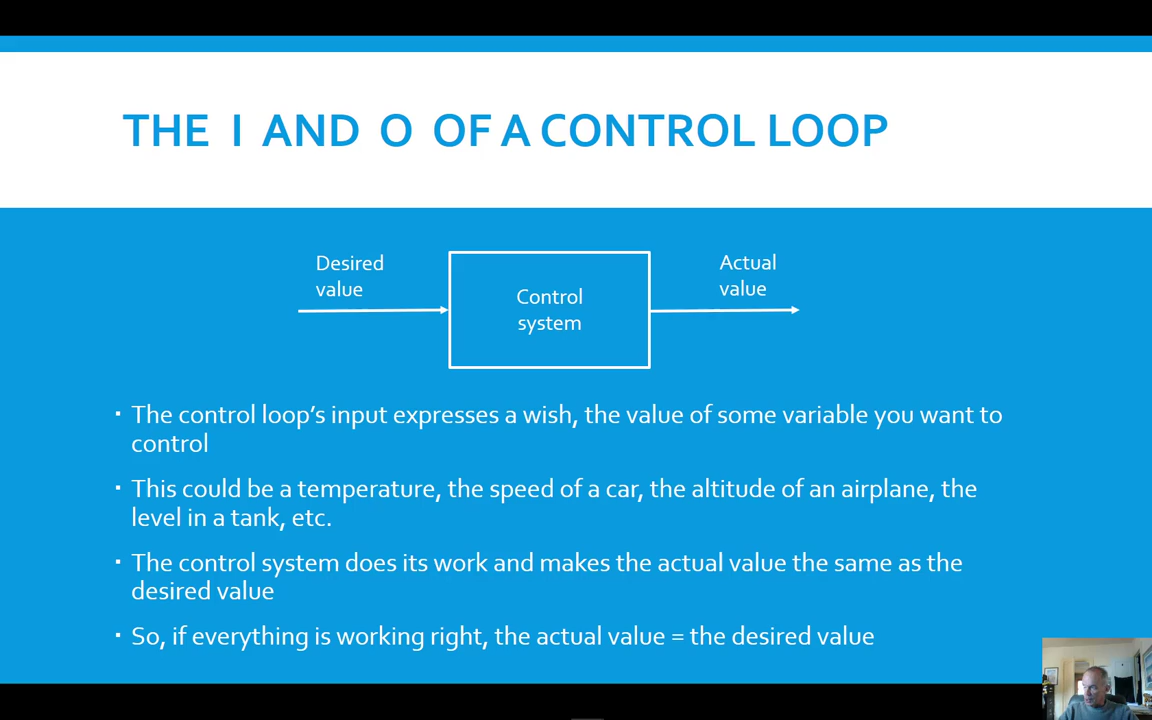 THE I AND O OF A CONTROL LOOP
Desired
value
Control
system
Actual
value
▪ The control loop's input expresses a wish, the value of some variable you want to
control
▪ This could be a temperature, the speed of a car, the altitude of an airplane, the
level in a tank, etc.
▪ The control system does its work and makes the actual value the same as the
desired value
▪ So, if everything is working right, the actual value = the desired value